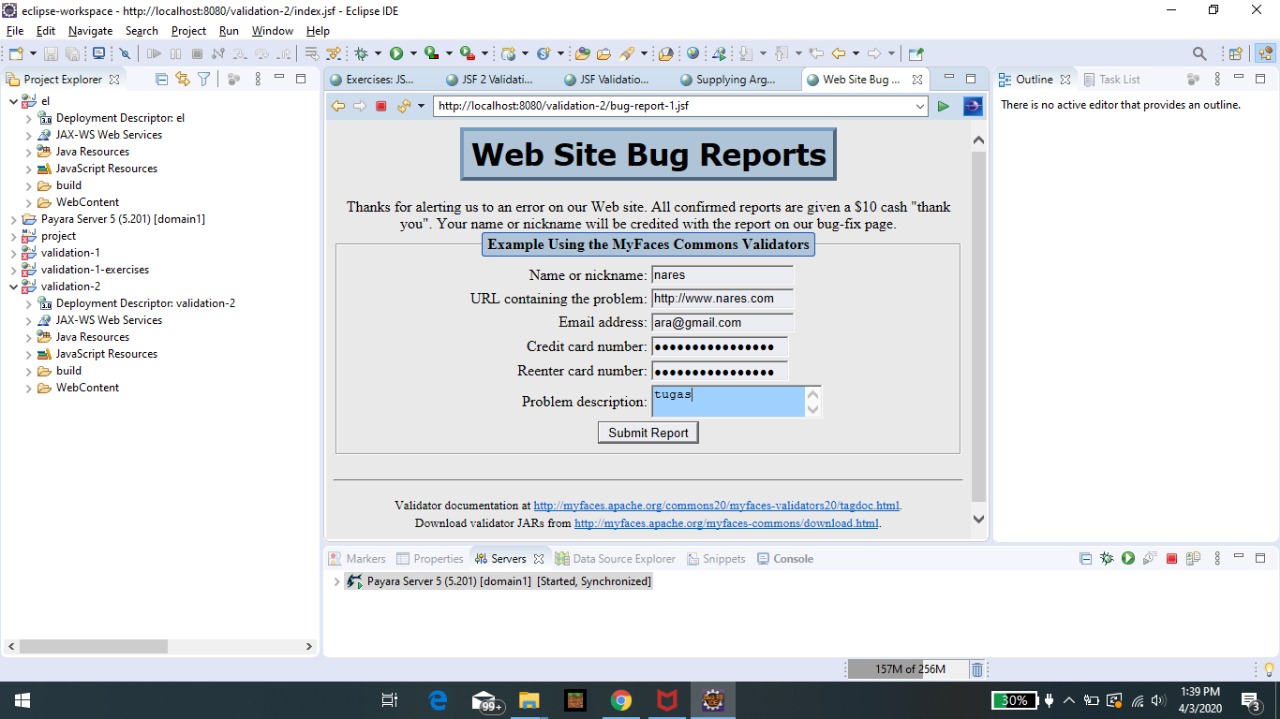 eclipse-workspace - http://localhost:8080/validation-2/index.jsf - Eclipse IDE
File Edit Navigate Search Project Run Window Help
Project Explorer
el
Deployment Descriptor: el
JAX-WS Web Services
Java Resources
JavaScript Resources
build
WebContent
Payara Server 5 (5.201) [domain1]
project
validation-1
validation-1-exercises
validation-2
Deployment Descriptor: validation-2
JAX-WS Web Services
Java Resources
JavaScript Resources
build
WebContent
Exercises: JS... JSF 2 Validati... JSF Validatio... Supplying Arg... Web Site Bug ...
http://localhost:8080/validation-2/bug-report-1.jsf
Web Site Bug Reports
Thanks for alerting us to an error on our Web site. All confirmed reports are given a $10 cash "thank
you". Your name or nickname will be credited with the report on our bug-fix page.
Example Using the MyFaces Commons Validators
Name or nickname: nares
URL containing the problem: http://www.nares.com
Email address: ara@gmail.com
Credit card number: ••••••••••••••••
Reenter card number: ••••••••••••••••
Problem description: tugas
Submit Report
Validator documentation at http://myfaces.apache.org/commons20/myfaces-validators20/tagdoc.html.
Download validator JARs from http://myfaces.apache.org/myfaces-commons/download.html.
Outline Task List
There is no active editor that provides an outline.
Markers Properties Servers Data Source Explorer Snippets Console
Payara Server 5 (5.201) [domain1] [Started, Synchronized]
157M of 256M
99+
30%
1:39 PM
4/3/2020
3